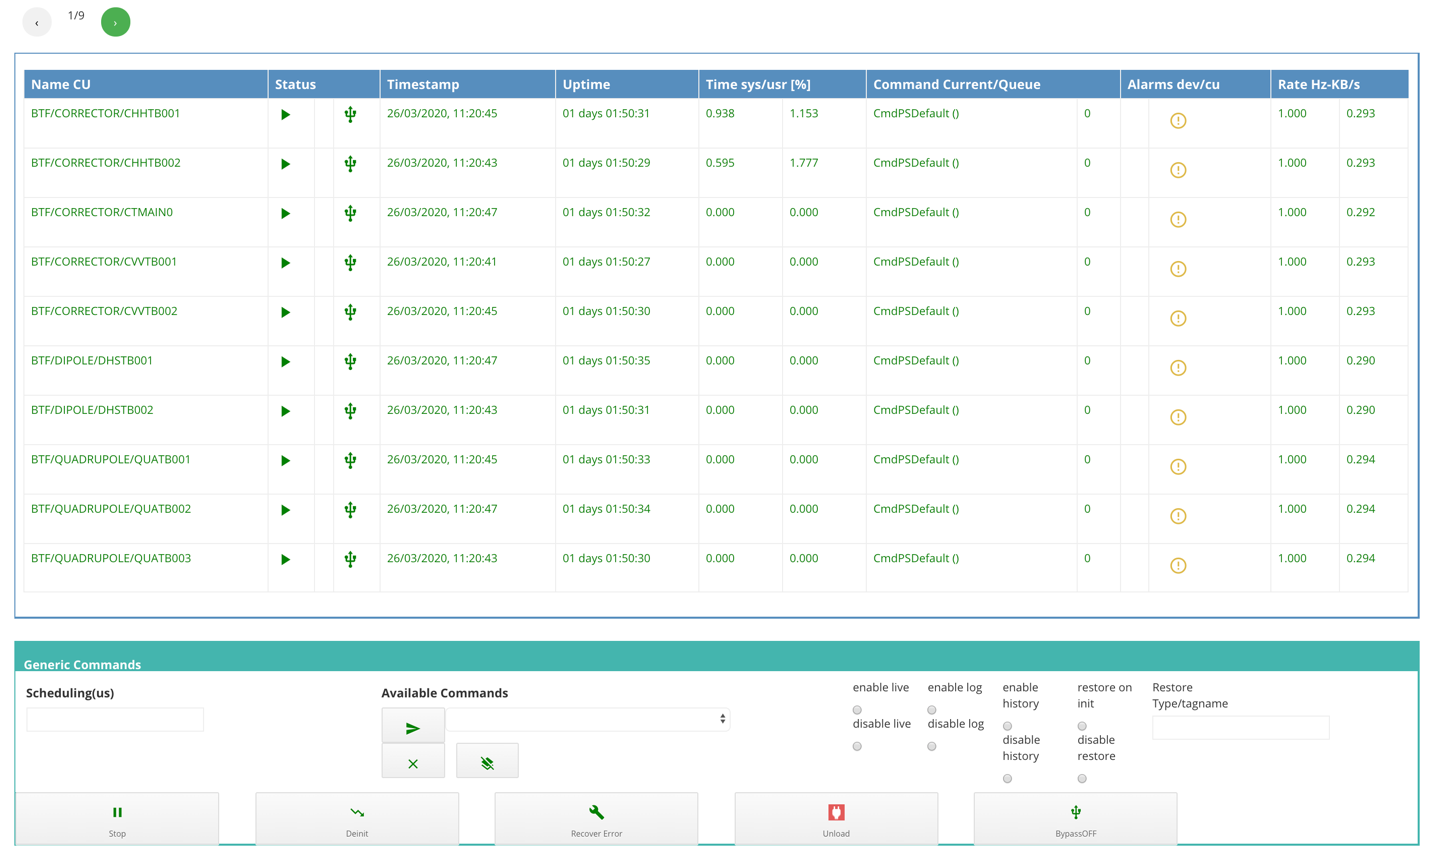 ‹ 1/9 ›
Name CU Status Timestamp Uptime Time sys/usr [%] Command Current/Queue Alarms dev/cu Rate Hz-KB/s
BTF/CORRECTOR/CHHTB001 26/03/2020, 11:20:45 01 days 01:50:31 0.938 1.153 CmdPSDefault () 0 1.000 0.293
BTF/CORRECTOR/CHHTB002 26/03/2020, 11:20:43 01 days 01:50:29 0.595 1.777 CmdPSDefault () 0 1.000 0.293
BTF/CORRECTOR/CTMAIN0 26/03/2020, 11:20:47 01 days 01:50:32 0.000 0.000 CmdPSDefault () 0 1.000 0.292
BTF/CORRECTOR/CVVTB001 26/03/2020, 11:20:41 01 days 01:50:27 0.000 0.000 CmdPSDefault () 0 1.000 0.293
BTF/CORRECTOR/CVVTB002 26/03/2020, 11:20:45 01 days 01:50:30 0.000 0.000 CmdPSDefault () 0 1.000 0.293
BTF/DIPOLE/DHSTB001 26/03/2020, 11:20:47 01 days 01:50:35 0.000 0.000 CmdPSDefault () 0 1.000 0.290
BTF/DIPOLE/DHSTB002 26/03/2020, 11:20:43 01 days 01:50:31 0.000 0.000 CmdPSDefault () 0 1.000 0.290
BTF/QUADRUPOLE/QUATB001 26/03/2020, 11:20:45 01 days 01:50:33 0.000 0.000 CmdPSDefault () 0 1.000 0.294
BTF/QUADRUPOLE/QUATB002 26/03/2020, 11:20:47 01 days 01:50:34 0.000 0.000 CmdPSDefault () 0 1.000 0.294
BTF/QUADRUPOLE/QUATB003 26/03/2020, 11:20:43 01 days 01:50:30 0.000 0.000 CmdPSDefault () 0 1.000 0.294
Generic Commands
Scheduling(us)
Available Commands
enable live
disable live
enable log
disable log
enable
history
disable
history
restore on
init
disable
restore
Restore
Type/tagname
Stop
Deinit
Recover Error
Unload
BypassOFF